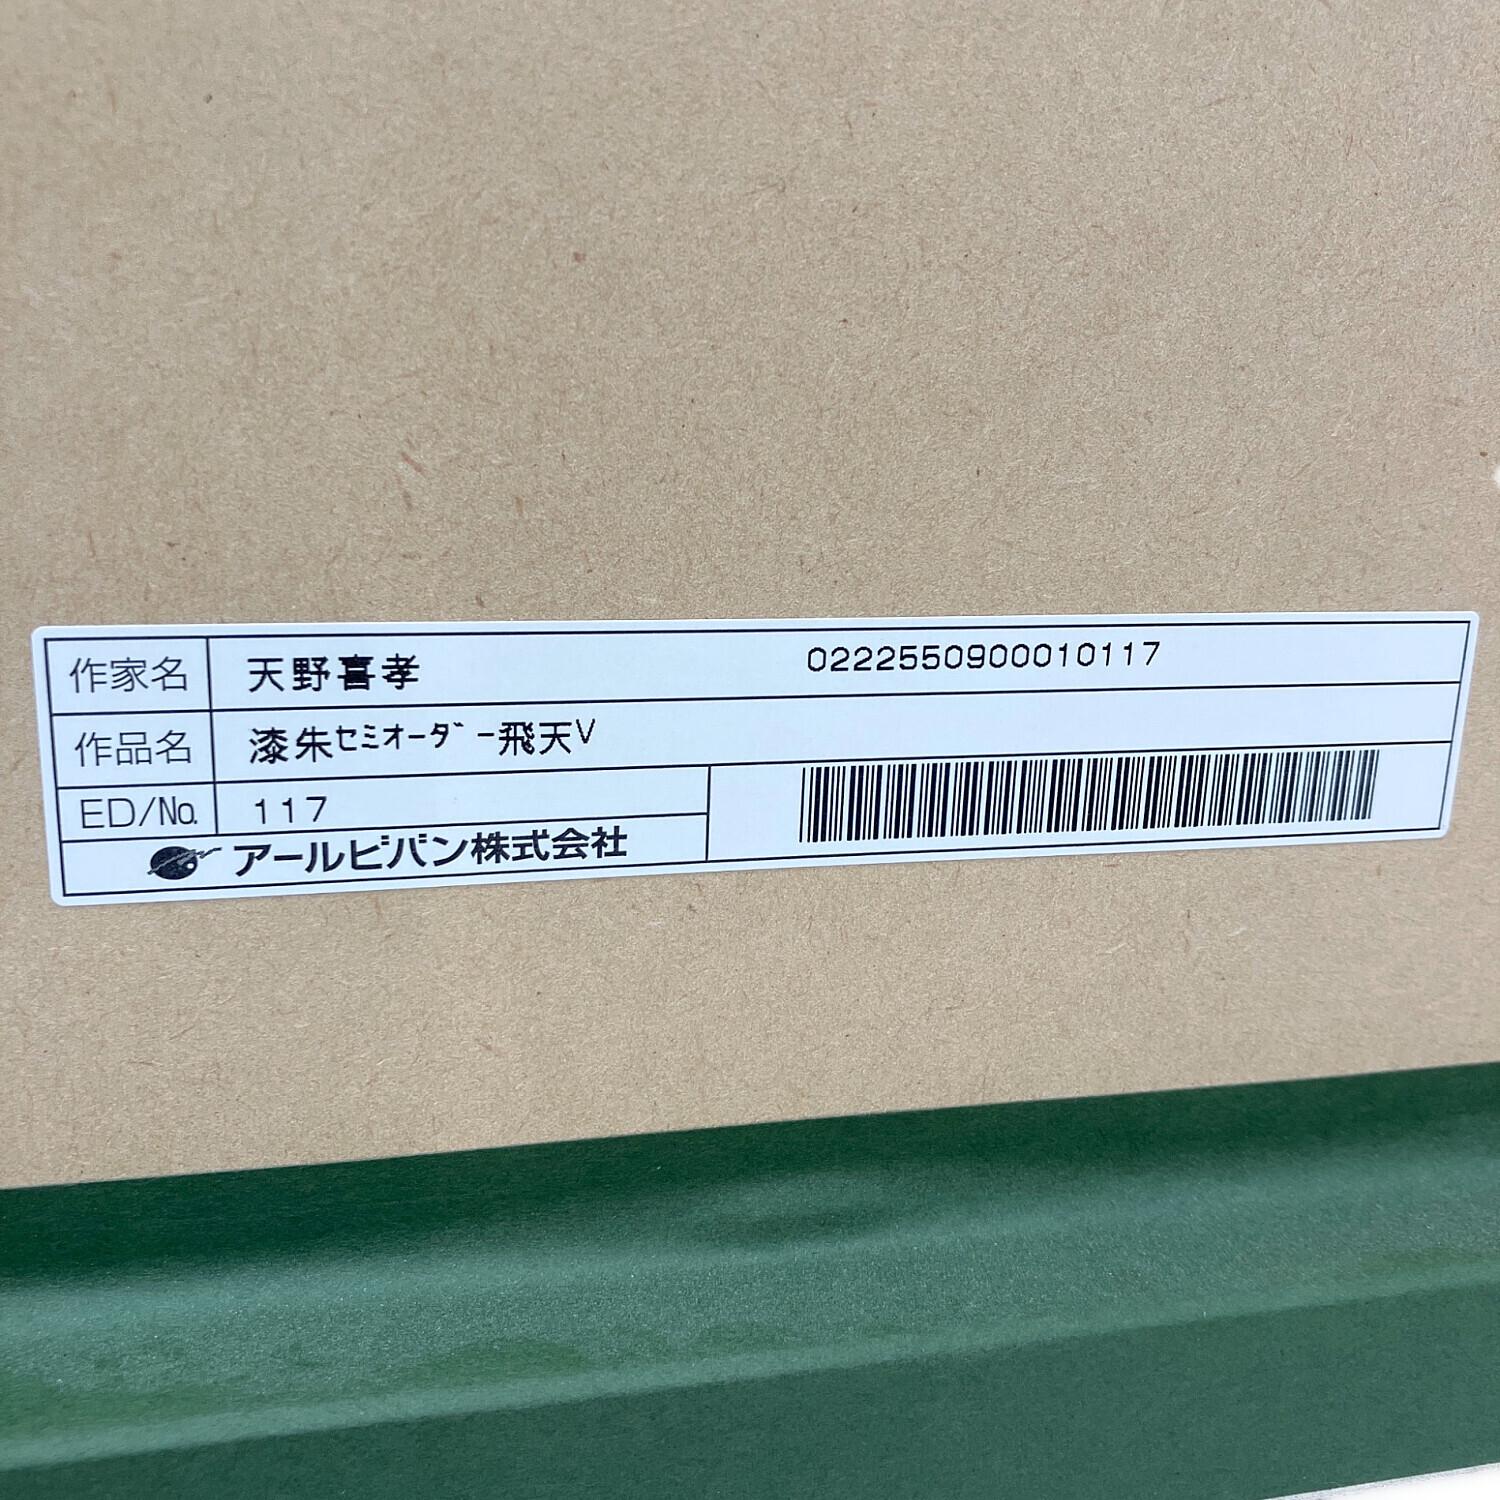 作家名 天野喜孝 0222550900010117
作品名 漆朱ｾﾐｵｰﾀﾞｰ飛天V
ED/No. 117
アールビバン株式会社